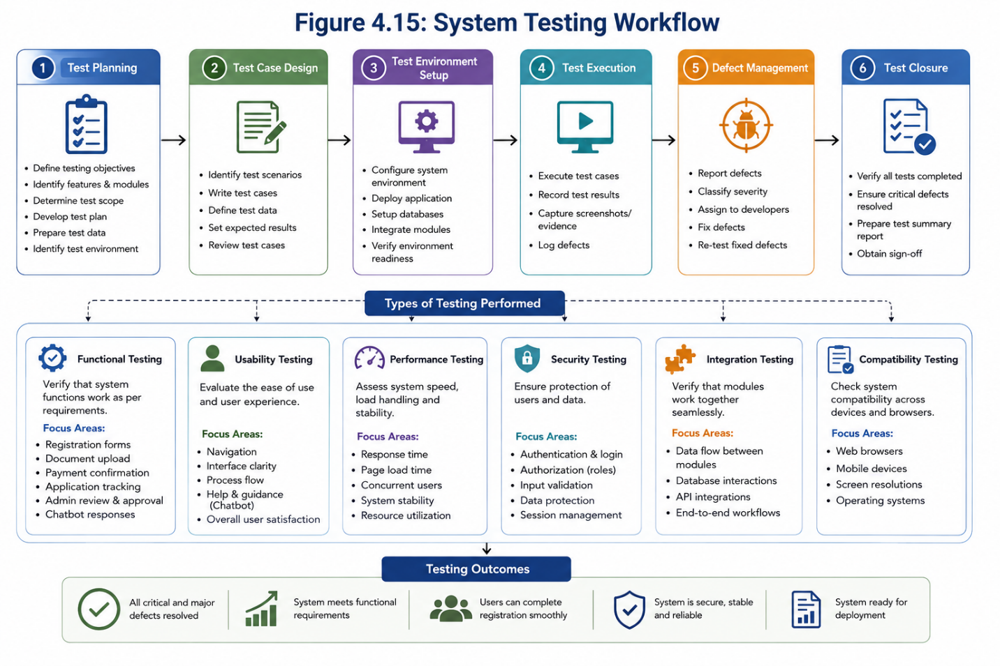 Figure 4.15: System Testing Workflow
1 Test Planning
• Define testing objectives
• Identify features & modules
• Determine test scope
• Develop test plan
• Prepare test data
• Identify test environment
2 Test Case Design
• Identify test scenarios
• Write test cases
• Define test data
• Set expected results
• Review test cases
3 Test Environment
Setup
• Configure system
environment
• Deploy application
• Setup databases
• Integrate modules
• Verify environment
readiness
4 Test Execution
• Execute test cases
• Record test results
• Capture screenshots/
evidence
• Log defects
5 Defect Management
• Report defects
• Classify severity
• Assign to developers
• Fix defects
• Re-test fixed defects
6 Test Closure
• Verify all tests completed
• Ensure critical defects
resolved
• Prepare test summary
report
• Obtain sign-off
Types of Testing Performed
Functional Testing
Verify that system
functions work as per
requirements.
Focus Areas:
• Registration forms
• Document upload
• Payment confirmation
• Application tracking
• Admin review & approval
• Chatbot responses
Usability Testing
Evaluate the ease of use
and user experience.
Focus Areas:
• Navigation
• Interface clarity
• Process flow
• Help & guidance
(Chatbot)
• Overall user satisfaction
Performance Testing
Assess system speed,
load handling and
stability.
Focus Areas:
• Response time
• Page load time
• Concurrent users
• System stability
• Resource utilization
Security Testing
Ensure protection of
users and data.
Focus Areas:
• Authentication & login
• Authorization (roles)
• Input validation
• Data protection
• Session management
Integration Testing
Verify that modules
work together
seamlessly.
Focus Areas:
• Data flow between
modules
• Database interactions
• API integrations
• End-to-end workflows
Compatibility Testing
Check system
compatibility across
devices and browsers.
Focus Areas:
• Web browsers
• Mobile devices
• Screen resolutions
• Operating systems
Testing Outcomes
All critical and major
defects resolved
System meets functional
requirements
Users can complete
registration smoothly
System is secure, stable
and reliable
System ready for
deployment